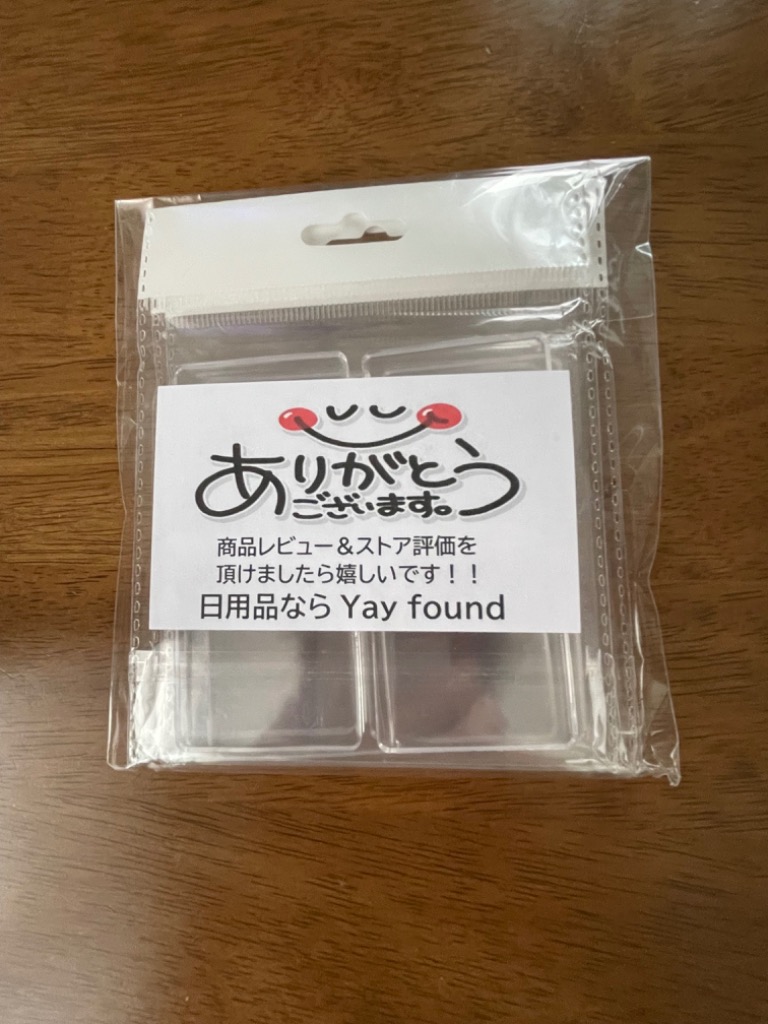 ありがとう
ございます。
商品レビュー＆ストア評価を
頂けましたら嬉しいです！！
日用品なら Yay found